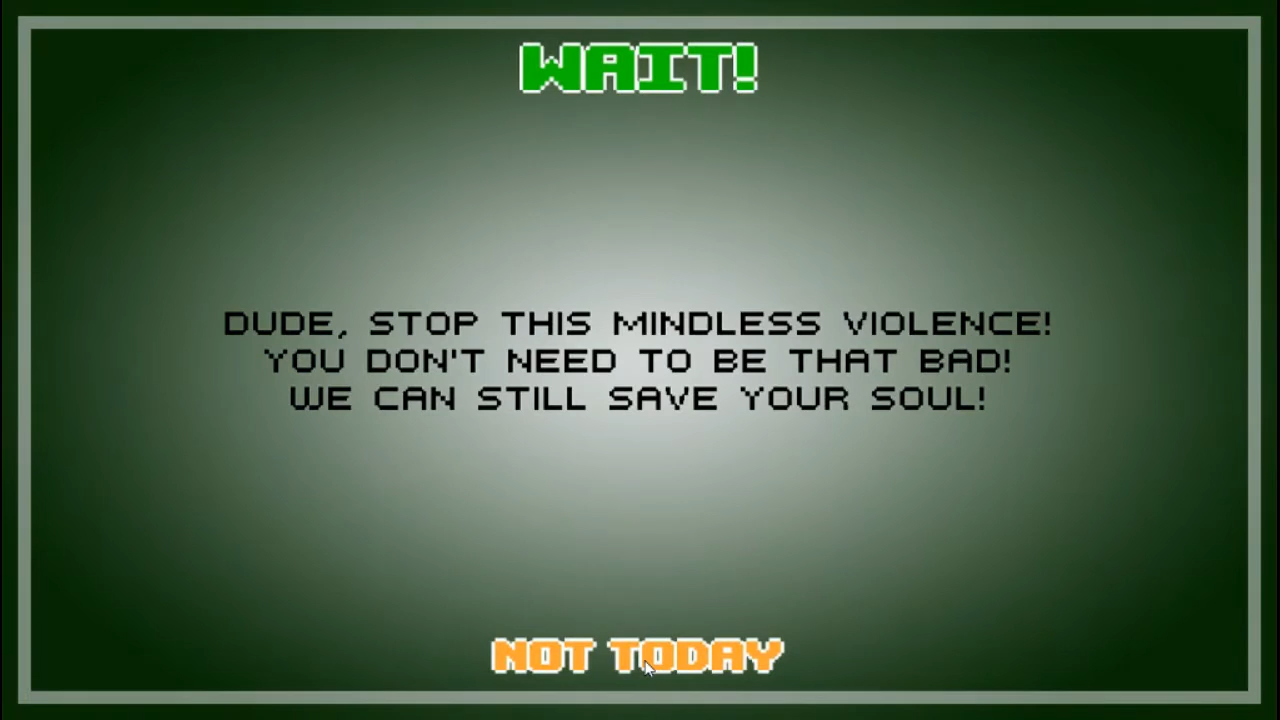 WAIT!
DUDE, STOP THIS MINDLESS VIOLENCE!
YOU DON'T NEED TO BE THAT BAD!
WE CAN STILL SAVE YOUR SOUL!
NOT TODAY